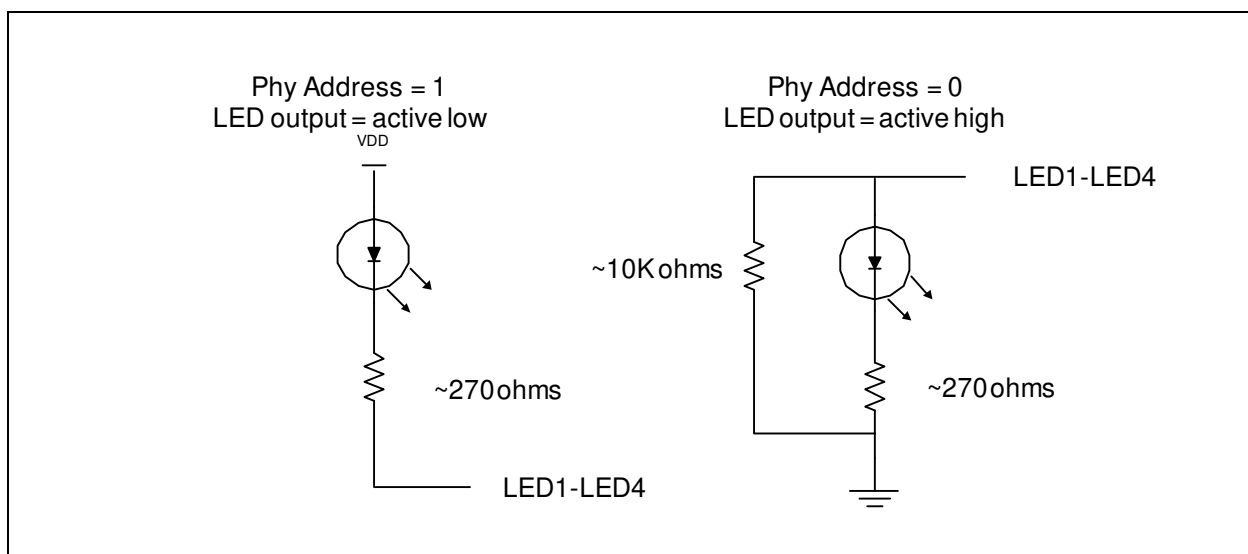 Phy Address = 1
LED output = active low
VDD
~270 ohms
LED1-LED4
Phy Address = 0
LED output = active high
LED1-LED4
~10K ohms
~270 ohms